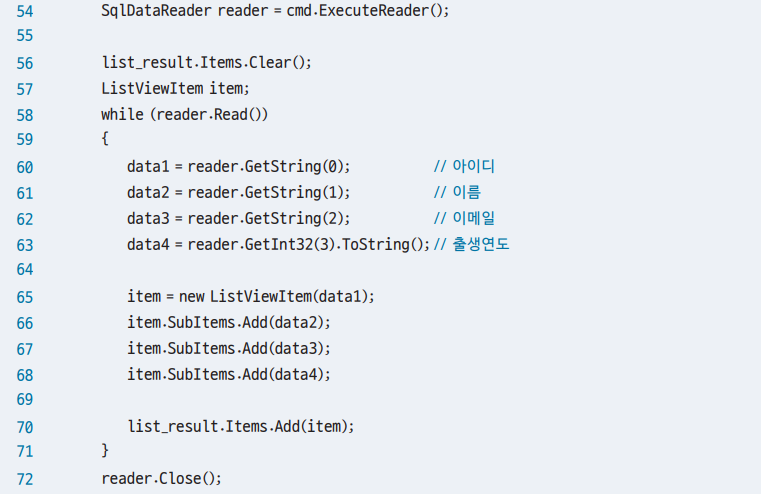 54 SqlDataReader reader = cmd.ExecuteReader();
55
56 list_result.Items.Clear();
57 ListViewItem item;
58 while (reader.Read())
59 {
60 data1 = reader.GetString(0); // 아이디
61 data2 = reader.GetString(1); // 이름
62 data3 = reader.GetString(2); // 이메일
63 data4 = reader.GetInt32(3).ToString(); // 출생연도
64
65 item = new ListViewItem(data1);
66 item.SubItems.Add(data2);
67 item.SubItems.Add(data3);
68 item.SubItems.Add(data4);
69
70 list_result.Items.Add(item);
71 }
72 reader.Close();